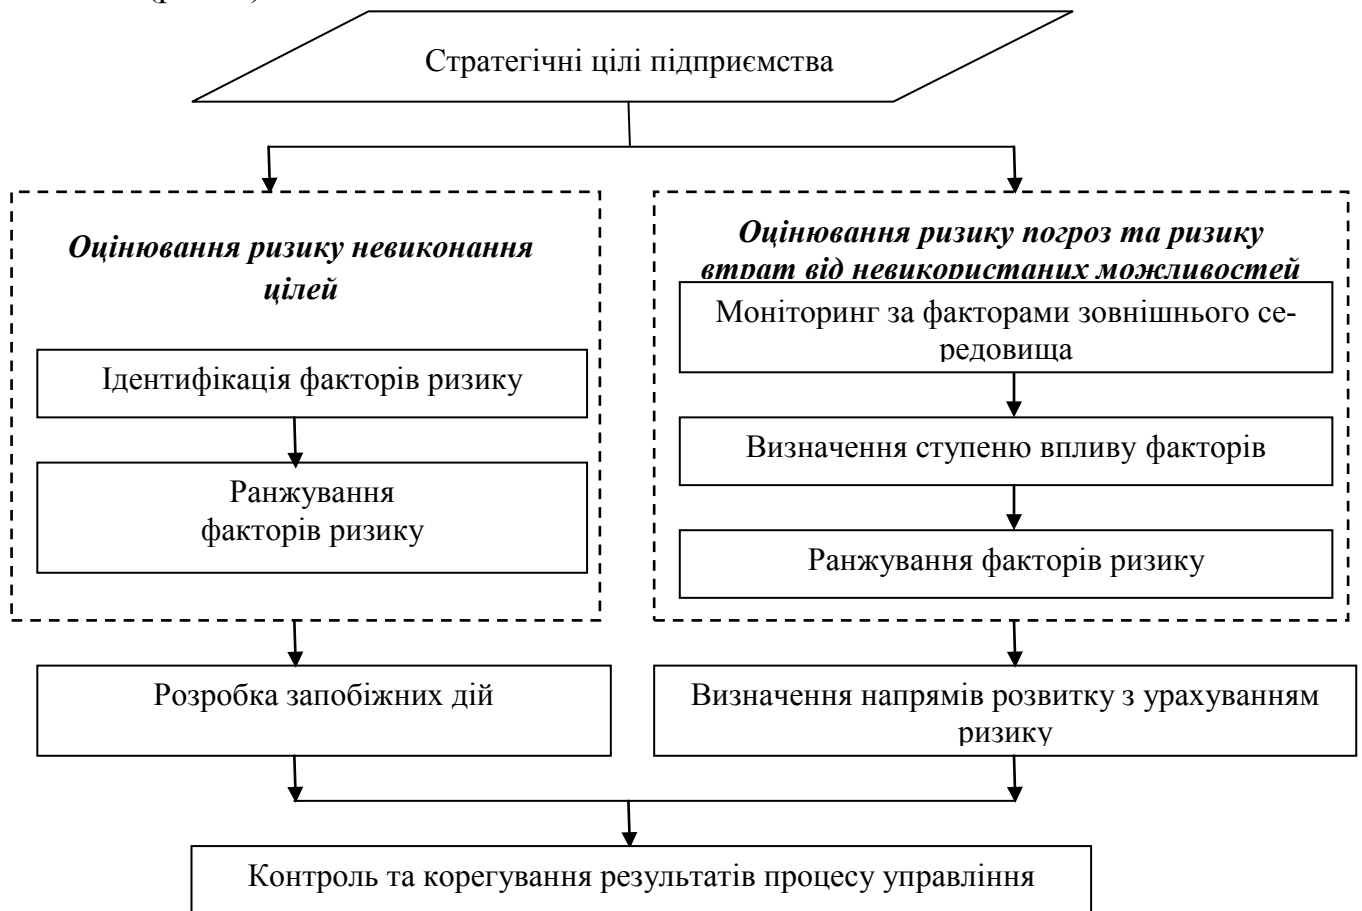 Стратегічні цілі підприємства
Оцінювання ризику невиконання
цілей
Ідентифікація факторів ризику
Ранжування
факторів ризику
Розробка запобіжних дій
Оцінювання ризику погроз та ризику
втрат від невикористаних можливостей
Моніторинг за факторами зовнішнього се-
редовища
Визначення ступеню впливу факторів
Ранжування факторів ризику
Визначення напрямів розвитку з урахуванням
ризику
Контроль та корегування результатів процесу управління